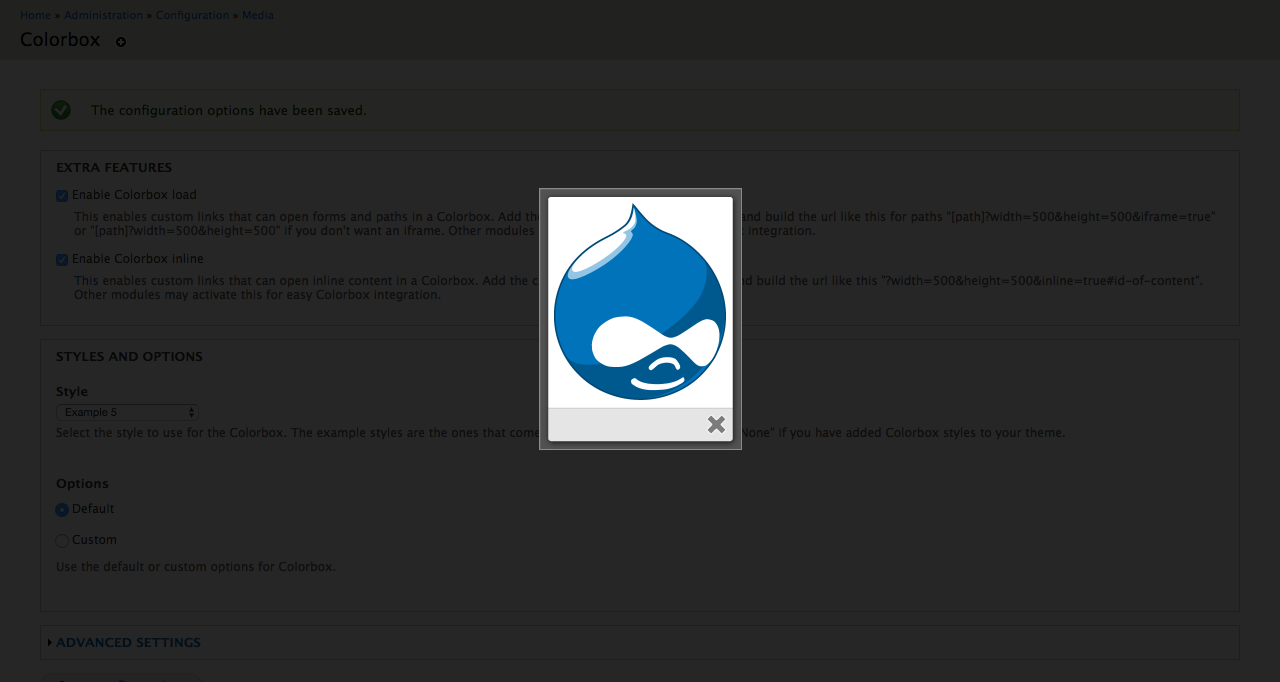 Home » Administration » Configuration » Media
Colorbox
The configuration options have been saved.
EXTRA FEATURES
Enable Colorbox load
This enables custom links that can open forms and paths in a Colorbox. Add the and build the url like this for paths "[path]?width=500&height=500&iframe=true"
or "[path]?width=500&height=500" if you don't want an iframe. Other modules integration.
Enable Colorbox inline
This enables custom links that can open inline content in a Colorbox. Add the build the url like this "?width=500&height=500&inline=true#id-of-content".
Other modules may activate this for easy Colorbox integration.
STYLES AND OPTIONS
Style
Example 5
Select the style to use for the Colorbox. The example styles are the ones that come None" if you have added Colorbox styles to your theme.
Options
Default
Custom
Use the default or custom options for Colorbox.
ADVANCED SETTINGS